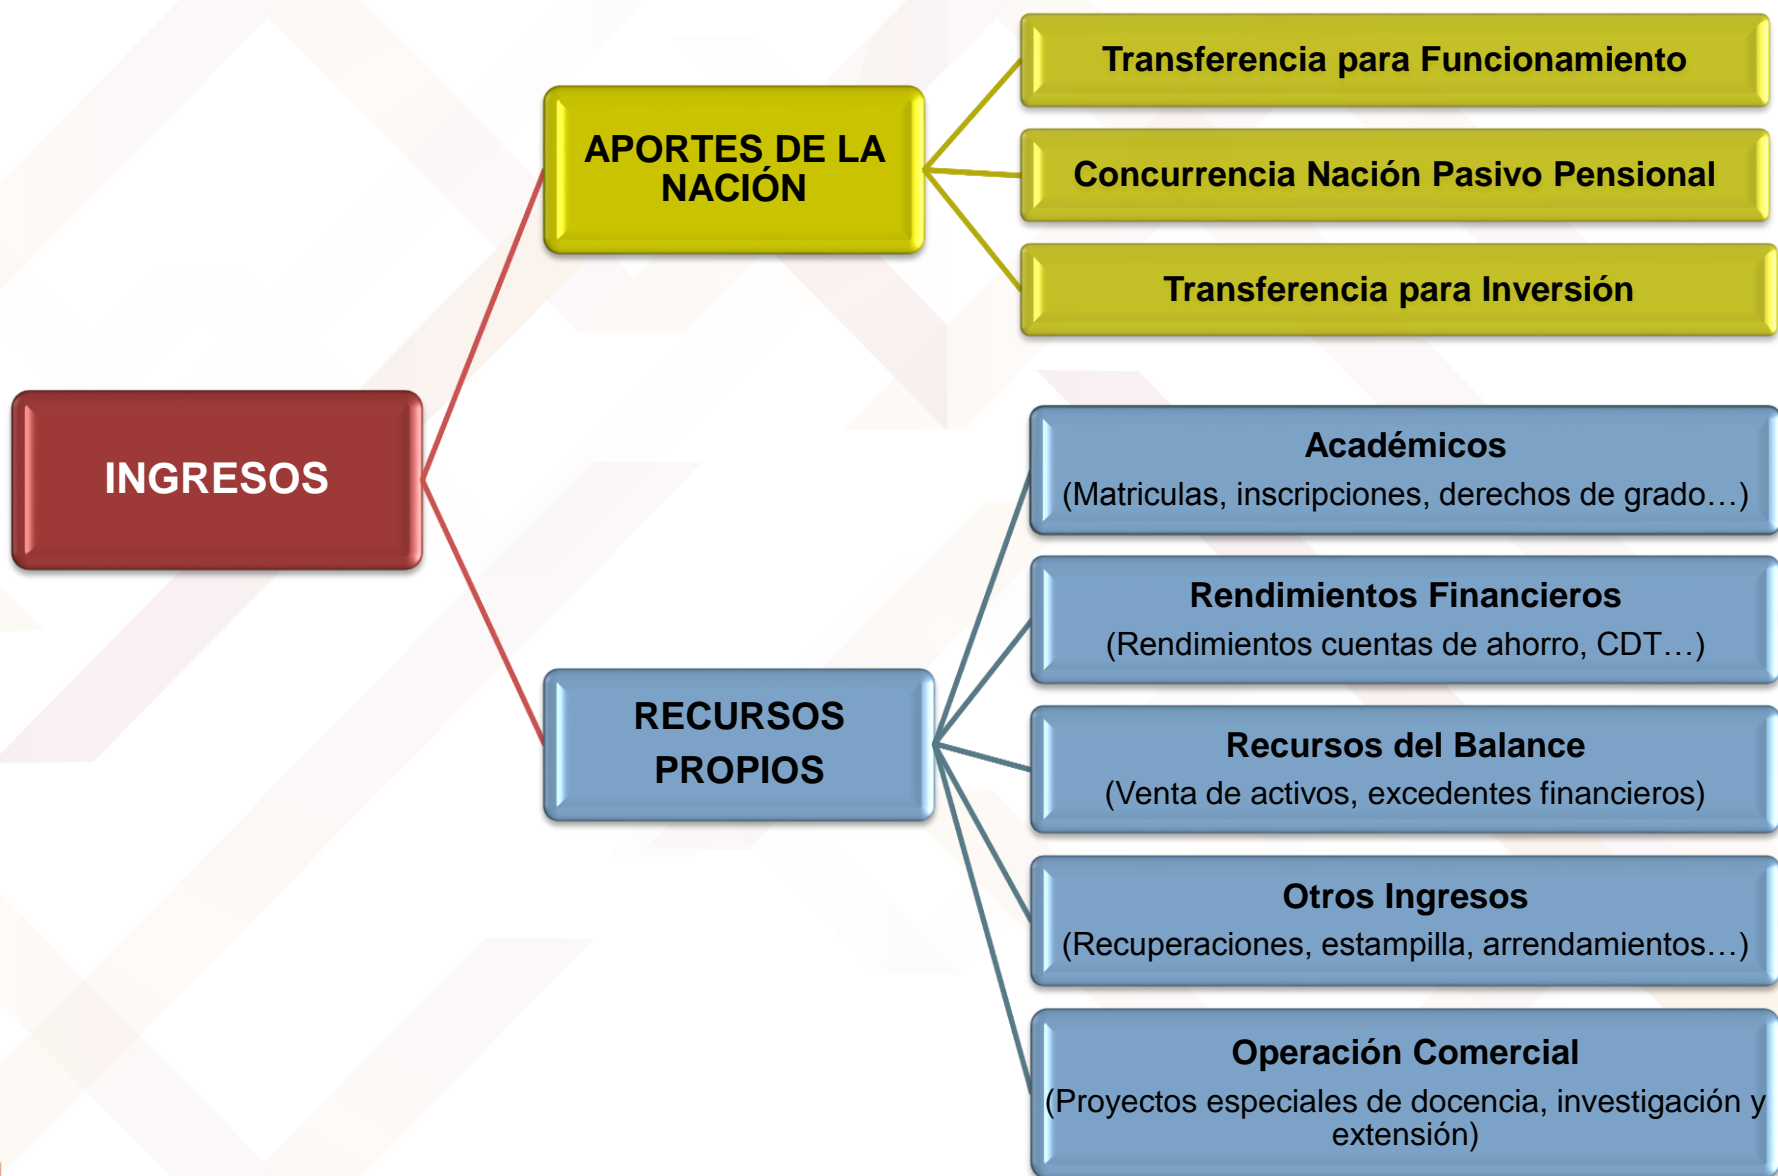 INGRESOS
APORTES DE LA
NACIÓN
Transferencia para Funcionamiento
Concurrencia Nación Pasivo Pensional
Transferencia para Inversión
RECURSOS
PROPIOS
Académicos
(Matriculas, inscripciones, derechos de grado…)
Rendimientos Financieros
(Rendimientos cuentas de ahorro, CDT…)
Recursos del Balance
(Venta de activos, excedentes financieros)
Otros Ingresos
(Recuperaciones, estampilla, arrendamientos…)
Operación Comercial
(Proyectos especiales de docencia, investigación y
extensión)